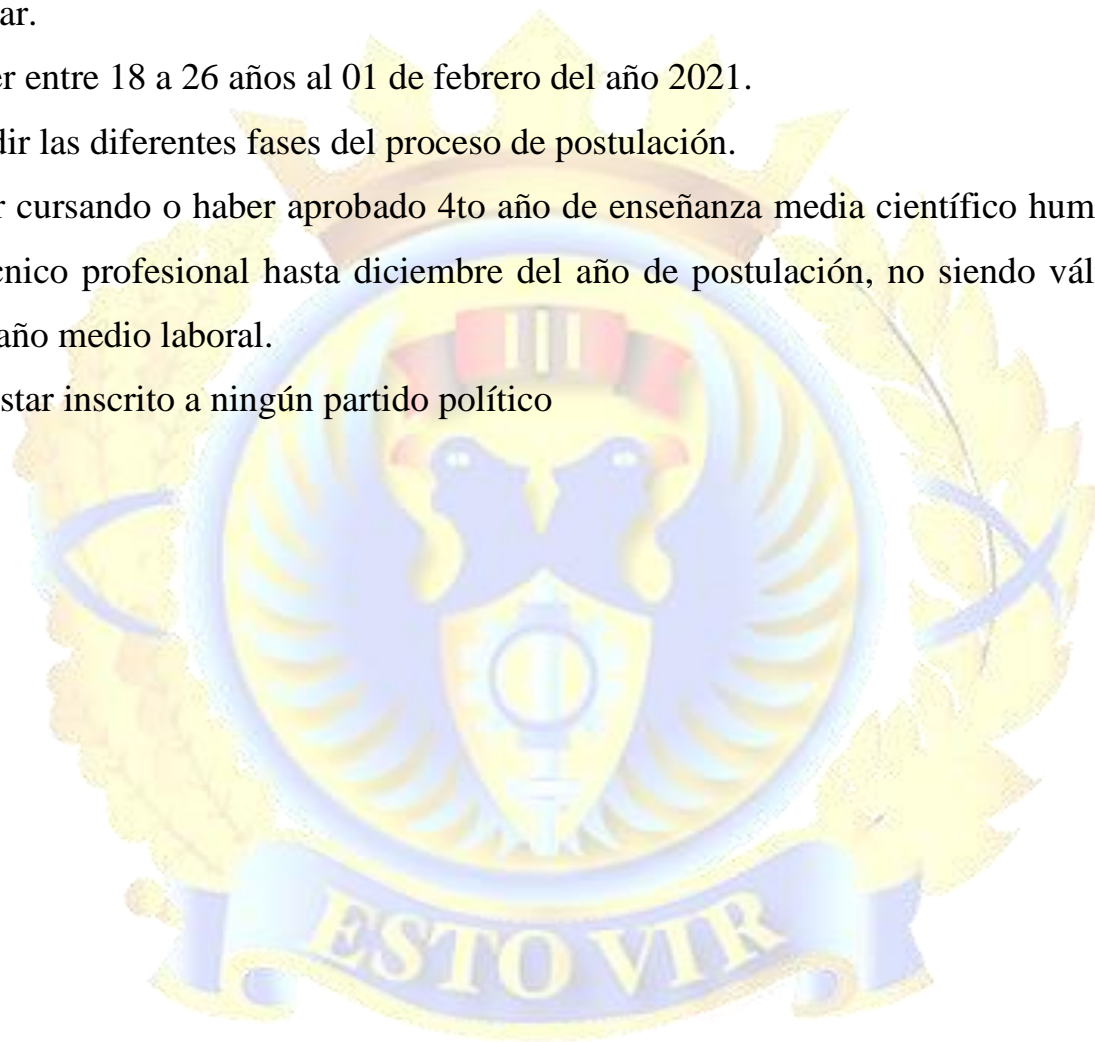 ar.
er entre 18 a 26 años al 01 de febrero del año 2021.
dir las diferentes fases del proceso de postulación.
r cursando o haber aprobado 4to año de enseñanza media científico hum
cnico profesional hasta diciembre del año de postulación, no siendo vál
año medio laboral.
star inscrito a ningún partido político
III
ESTO VIR